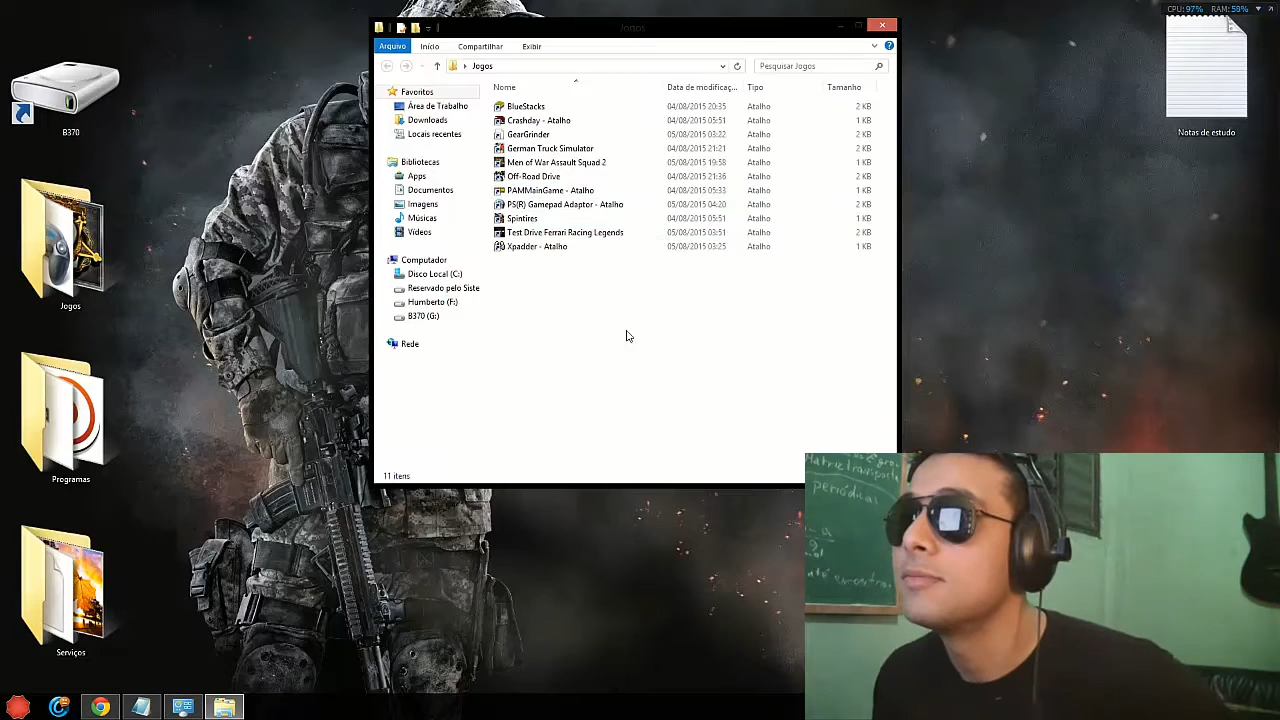 Jogos
CPU:97% RAM:58%
Arquivo Início Compartilhar Exibir
Jogos
Pesquisar Jogos
Nome Data de modificaç... Tipo Tamanho
BlueStacks 04/08/2015 20:35 Atalho 2 KB
Crashday - Atalho 04/08/2015 05:51 Atalho 1 KB
GearGrinder 05/08/2015 03:22 Atalho 2 KB
German Truck Simulator 04/08/2015 21:21 Atalho 2 KB
Men of War Assault Squad 2 05/08/2015 19:58 Atalho 1 KB
Off-Road Drive 04/08/2015 21:36 Atalho 2 KB
PAMMainGame - Atalho 04/08/2015 05:33 Atalho 1 KB
PS(R) Gamepad Adaptor - Atalho 05/08/2015 04:20 Atalho 2 KB
Spintires 04/08/2015 05:51 Atalho 1 KB
Test Drive Ferrari Racing Legends 05/08/2015 03:51 Atalho 2 KB
Xpadder - Atalho 05/08/2015 03:25 Atalho 1 KB
Favoritos
Área de Trabalho
Downloads
Locais recentes
Bibliotecas
Apps
Documentos
Imagens
Músicas
Vídeos
Computador
Disco Local (C:)
Reservado pelo Siste
Humberto (F:)
B370 (G:)
Rede
11 itens
B370
Jogos
Programas
Serviços
Notas de estudo
Matriz transposta
periódicas